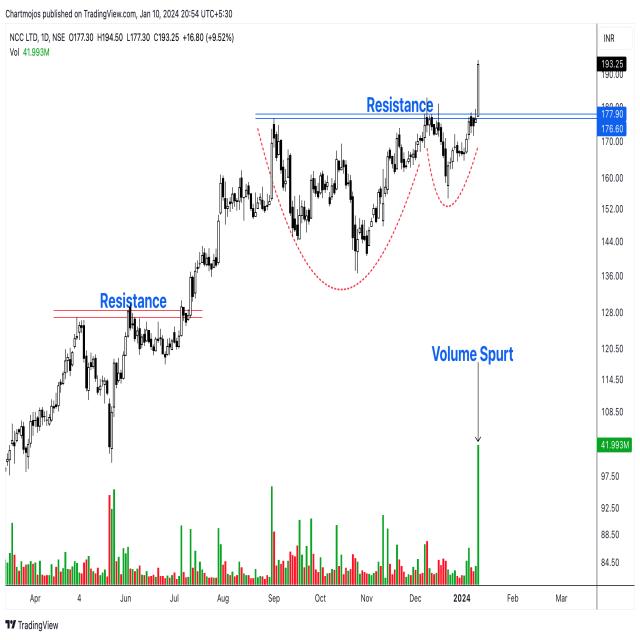 Chartmojos published on TradingView.com, Jan 10, 2024 20:54 UTC+5:30
NCC LTD, 1D, NSE O177.30 H194.50 L177.30 C193.25 +16.80 (+9.52%)
Vol 41.993M
INR
193.25
190.00
Resistance
177.90
176.60
170.00
160.00
152.00
144.00
136.00
Resistance
128.00
120.50
Volume Spurt
114.50
108.50
41.993M
97.50
92.50
88.50
84.50
Apr 4 Jun Jul Aug Sep Oct Nov Dec 2024 Feb Mar
TradingView